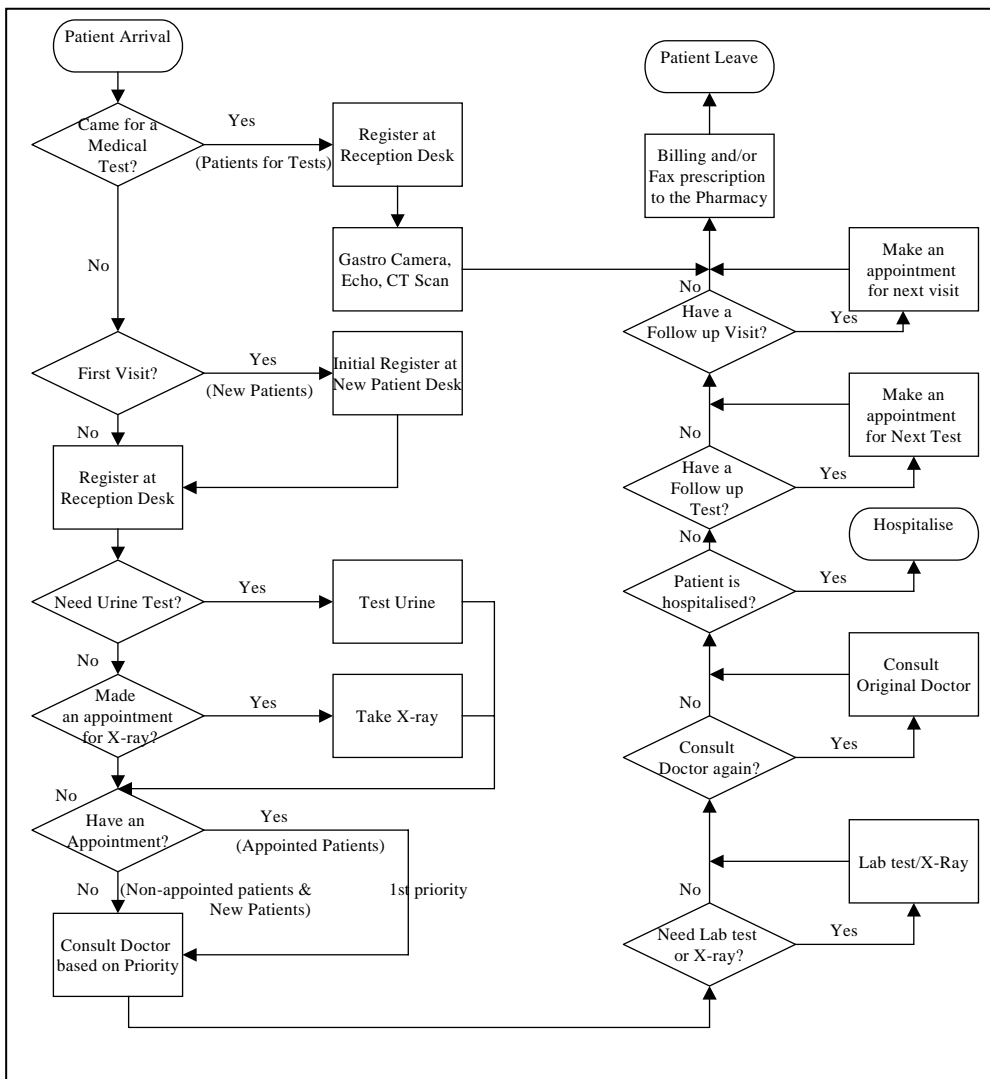 Patient Arrival
Came for a
Medical
Test?
Yes
(Patients for Tests)
Register at
Reception Desk
Gastro Camera,
Echo, CT Scan
No
First Visit?
Yes
(New Patients)
Initial Register at
New Patient Desk
No
Register at
Reception Desk
Need Urine Test?
Yes
Test Urine
No
Made
an appointment
for X-ray?
Yes
Take X-ray
No
Have an
Appointment?
Yes
(Appointed Patients)
1st priority
No
(Non-appointed patients &
New Patients)
Consult Doctor
based on Priority
Need Lab test
or X-ray?
Yes
Lab test/X-Ray
No
Consult
Doctor again?
Yes
Consult
Original Doctor
No
Patient is
hospitalised?
Yes
Hospitalise
No
Have a
Follow up
Test?
Yes
Make an
appointment
for Next Test
No
Have a
Follow up Visit?
Yes
Make an
appointment
for next visit
No
Billing and/or
Fax prescription
to the Pharmacy
Patient Leave